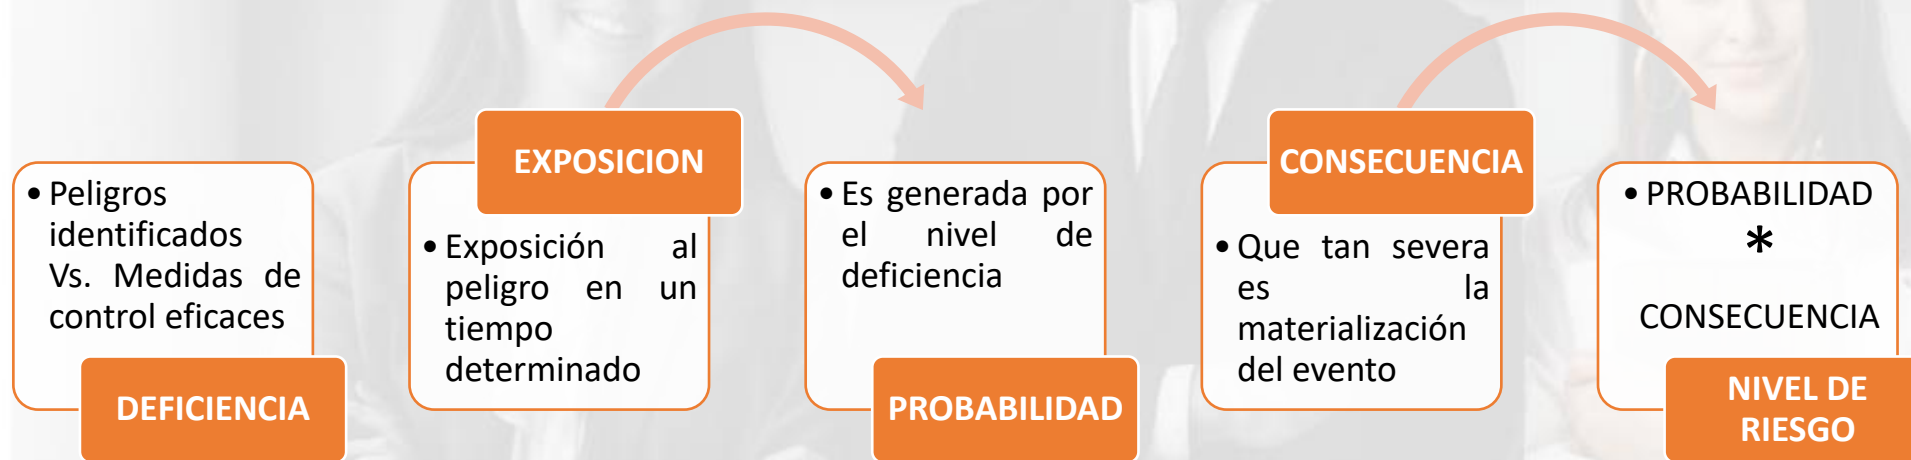 • Peligros
identificados
Vs. Medidas de
control eficaces
DEFICIENCIA
EXPOSICION
• Exposición al
peligro en un
tiempo
determinado
• Es generada por
el nivel de
deficiencia
PROBABILIDAD
CONSECUENCIA
• Que tan severa
es la
materialización
del evento
• PROBABILIDAD
*
CONSECUENCIA
NIVEL DE
RIESGO